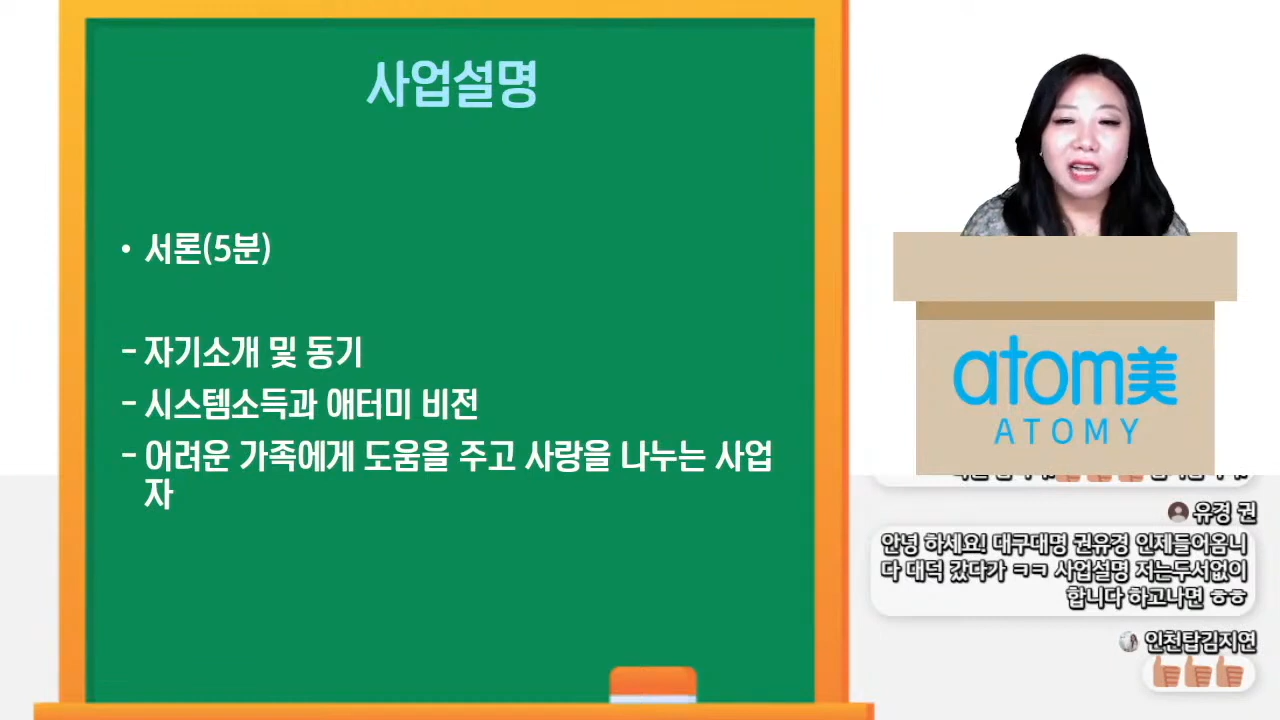 사업설명
• 서론(5분)
- 자기소개 및 동기
- 시스템소득과 애터미 비전
- 어려운 가족에게 도움을 주고 사랑을 나누는 사업
자
atom美
ATOMY
유경 권
안녕 하세요! 대구대명 권유경 인제들어옴니
다 대덕 갔다가 ㅋㅋ 사업설명 저는두서없이
합니다 하고나면 ㅎㅎ
인천탑김지연